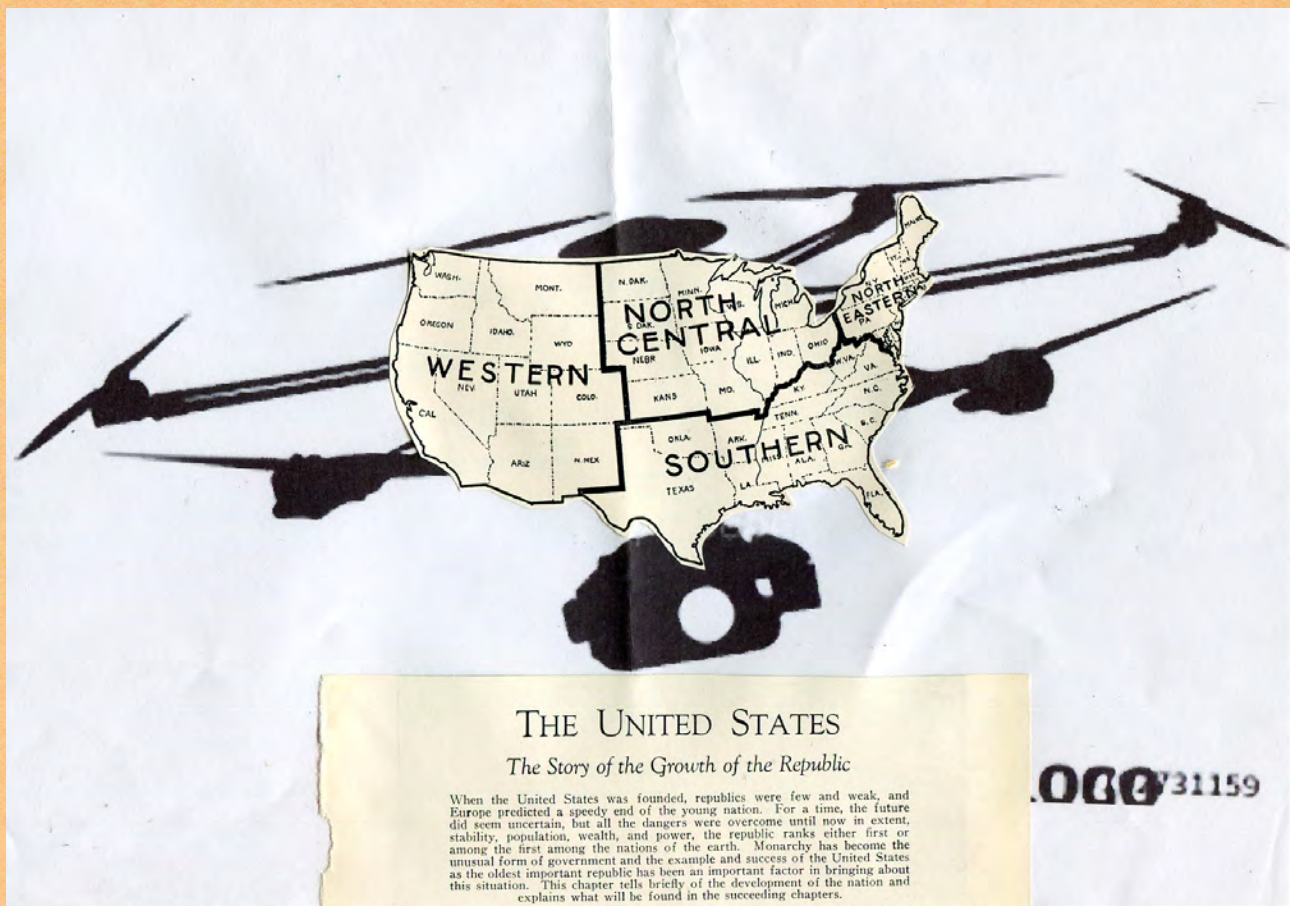 WASH.
MONT.
N. DAK.
MINN.
MICH.
MAINE
VT.
N.Y.
NORTH
EASTERN
PA.
OREGON
IDAHO.
WYO
S. DAK.
NORTH
CENTRAL
NEBR
IOWA
ILL.
IND.
OHIO
W.VA.
VA.
WESTERN
NEV.
UTAH
COLO.
KANS
MO.
KY.
N.C.
CAL
TENN.
S.C.
ARIZ
N. MEX
OKLA.
ARK.
SOUTHERN
MISS
ALA.
GA.
TEXAS
LA.
FLA.
THE UNITED STATES
The Story of the Growth of the Republic
When the United States was founded, republics were few and weak, and
Europe predicted a speedy end of the young nation. For a time, the future
did seem uncertain, but all the dangers were overcome until now in extent,
stability, population, wealth, and power, the republic ranks either first or
among the first among the nations of the earth. Monarchy has become the
unusual form of government and the example and success of the United States
as the oldest important republic has been an important factor in bringing about
this situation. This chapter tells briefly of the development of the nation and
explains what will be found in the succeeding chapters.
731159